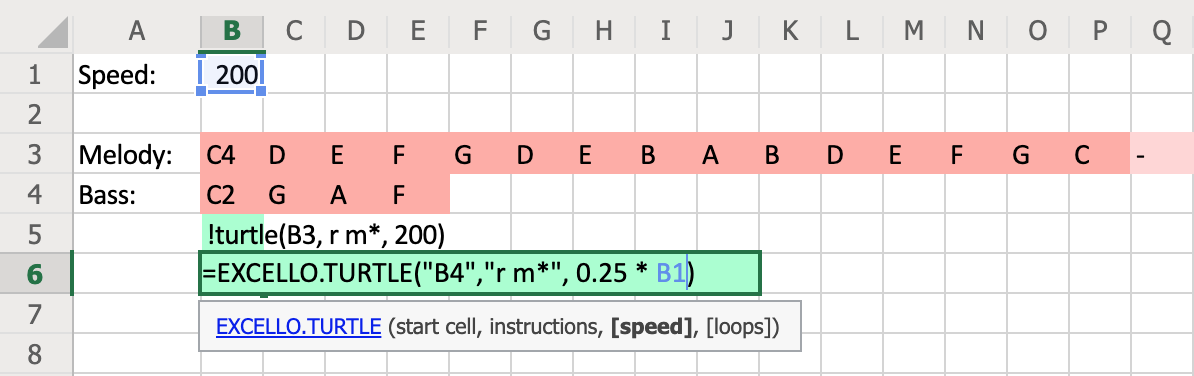 A B C D E F G H I J K L M N O P Q
1 Speed: 200
2
3 Melody: C4 D E F G D E B A B D E F G C -
4 Bass: C2 G A F
5 !turtle(B3, r m*, 200)
6 =EXCELLO.TURTLE("B4","r m*", 0.25 * B1)
7 EXCELLO.TURTLE (start cell, instructions, [speed], [loops])
8